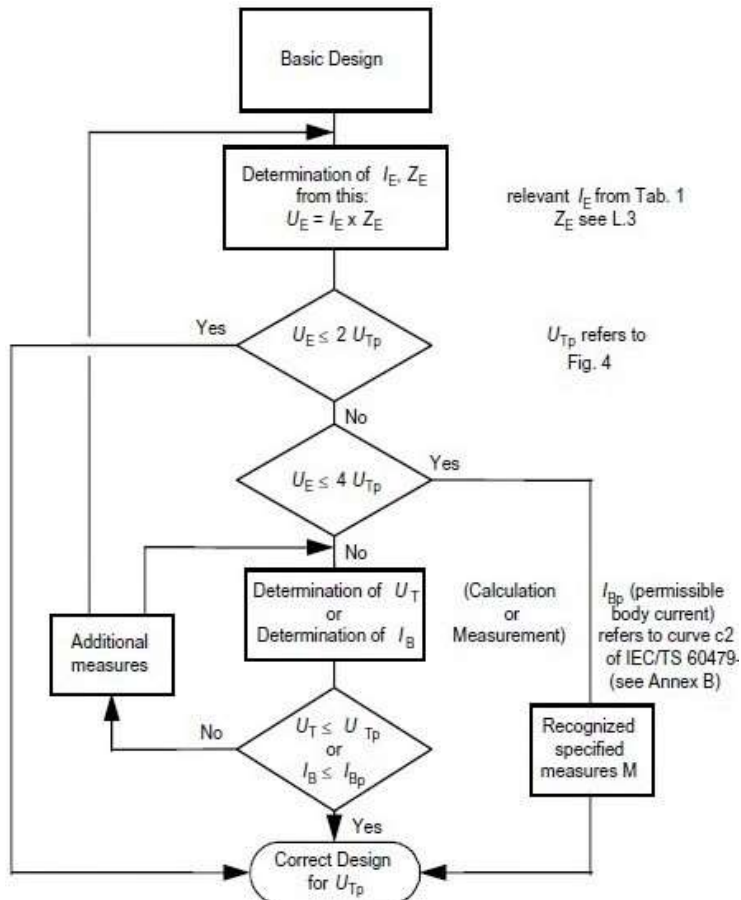 Basic Design
Determination of I_E, Z_E
from this:
U_E = I_E x Z_E
relevant I_E from Tab. 1
Z_E see L.3
Yes
U_E ≤ 2 U_Tp
U_Tp refers to
Fig. 4
No
U_E ≤ 4 U_Tp
Yes
No
Determination of U_T
or
Determination of I_B
(Calculation
or
Measurement)
I_Bp (permissible
body current)
refers to curve c2
of IEC/TS 60479-
(see Annex B)
Additional
measures
No
U_T ≤ U_Tp
or
I_B ≤ I_Bp
Recognized
specified
measures M
Yes
Correct Design
for U_Tp